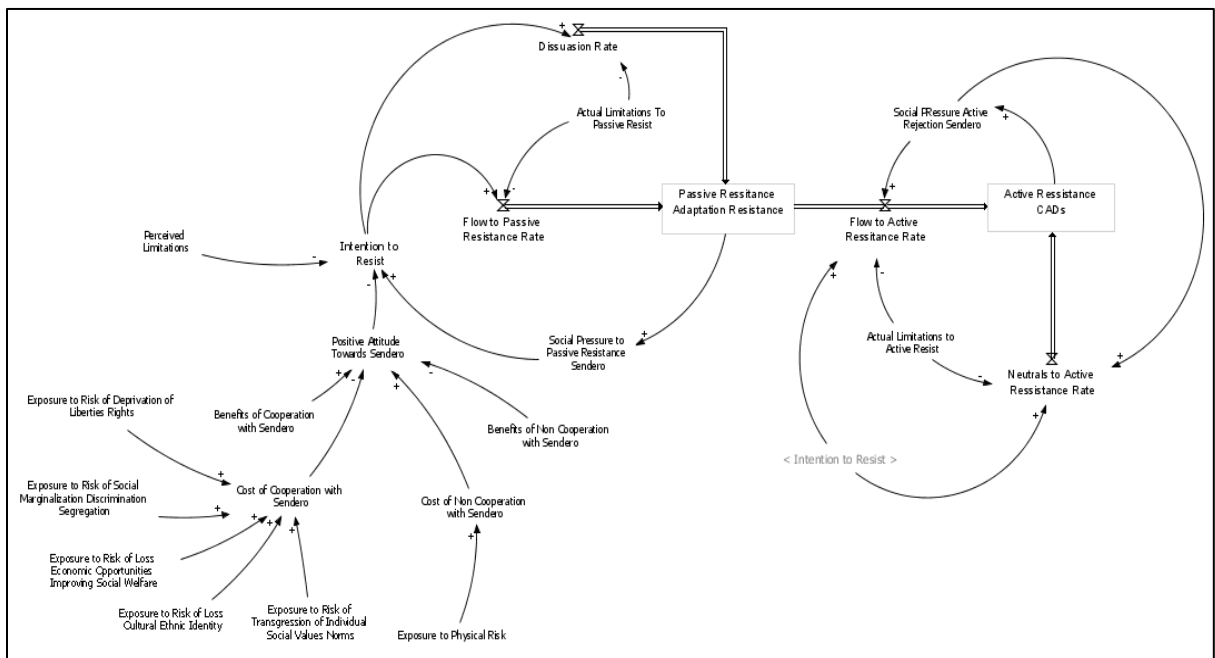 Dissuasion Rate
Actual Limitations To
Passive Resist
Social PRessure Active
Rejection Sendero
Passive Ressitance
Adaptation Resistance
Active Ressistance
CADs
Flow to Passive
Resistance Rate
Flow to Active
Ressitance Rate
Perceived
Limitations
Intention to
Resist
Positive Attitude
Towards Sendero
Social Pressure to
Passive Resistance
Sendero
Actual Limitations to
Active Resist
Neutrals to Active
Ressistance Rate
Exposure to Risk of Deprivation of
Liberties Rights
Benefits of Cooperation
with Sendero
Benefits of Non Cooperation
with Sendero
< Intention to Resist >
Exposure to Risk of Social
Marginalization Discrimination
Segregation
Cost of Cooperation with
Sendero
Cost of Non Cooperation
with Sendero
Exposure to Risk of Loss
Economic Opportunities
Improving Social Welfare
Exposure to Risk of Loss
Cultural Ethnic Identity
Exposure to Risk of
Transgression of Individual
Social Values Norms
Exposure to Physical Risk